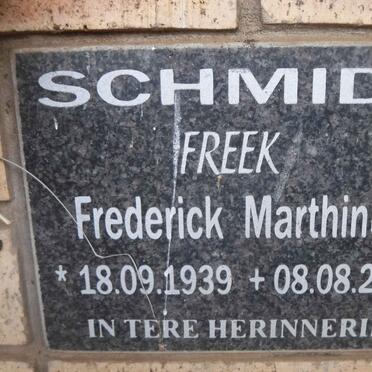 SCHMID
FREEK
Frederick Marthin
* 18.09.1939 + 08.08.2
IN TERE HERINNERI